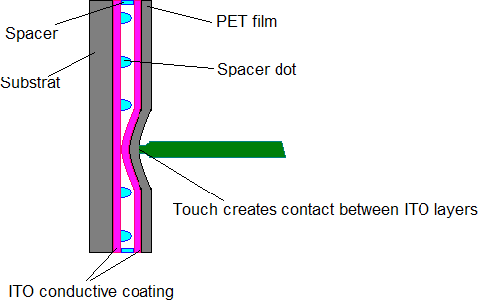 PET film
Spacer
Spacer dot
Substrat
Touch creates contact between ITO layers
ITO conductive coating